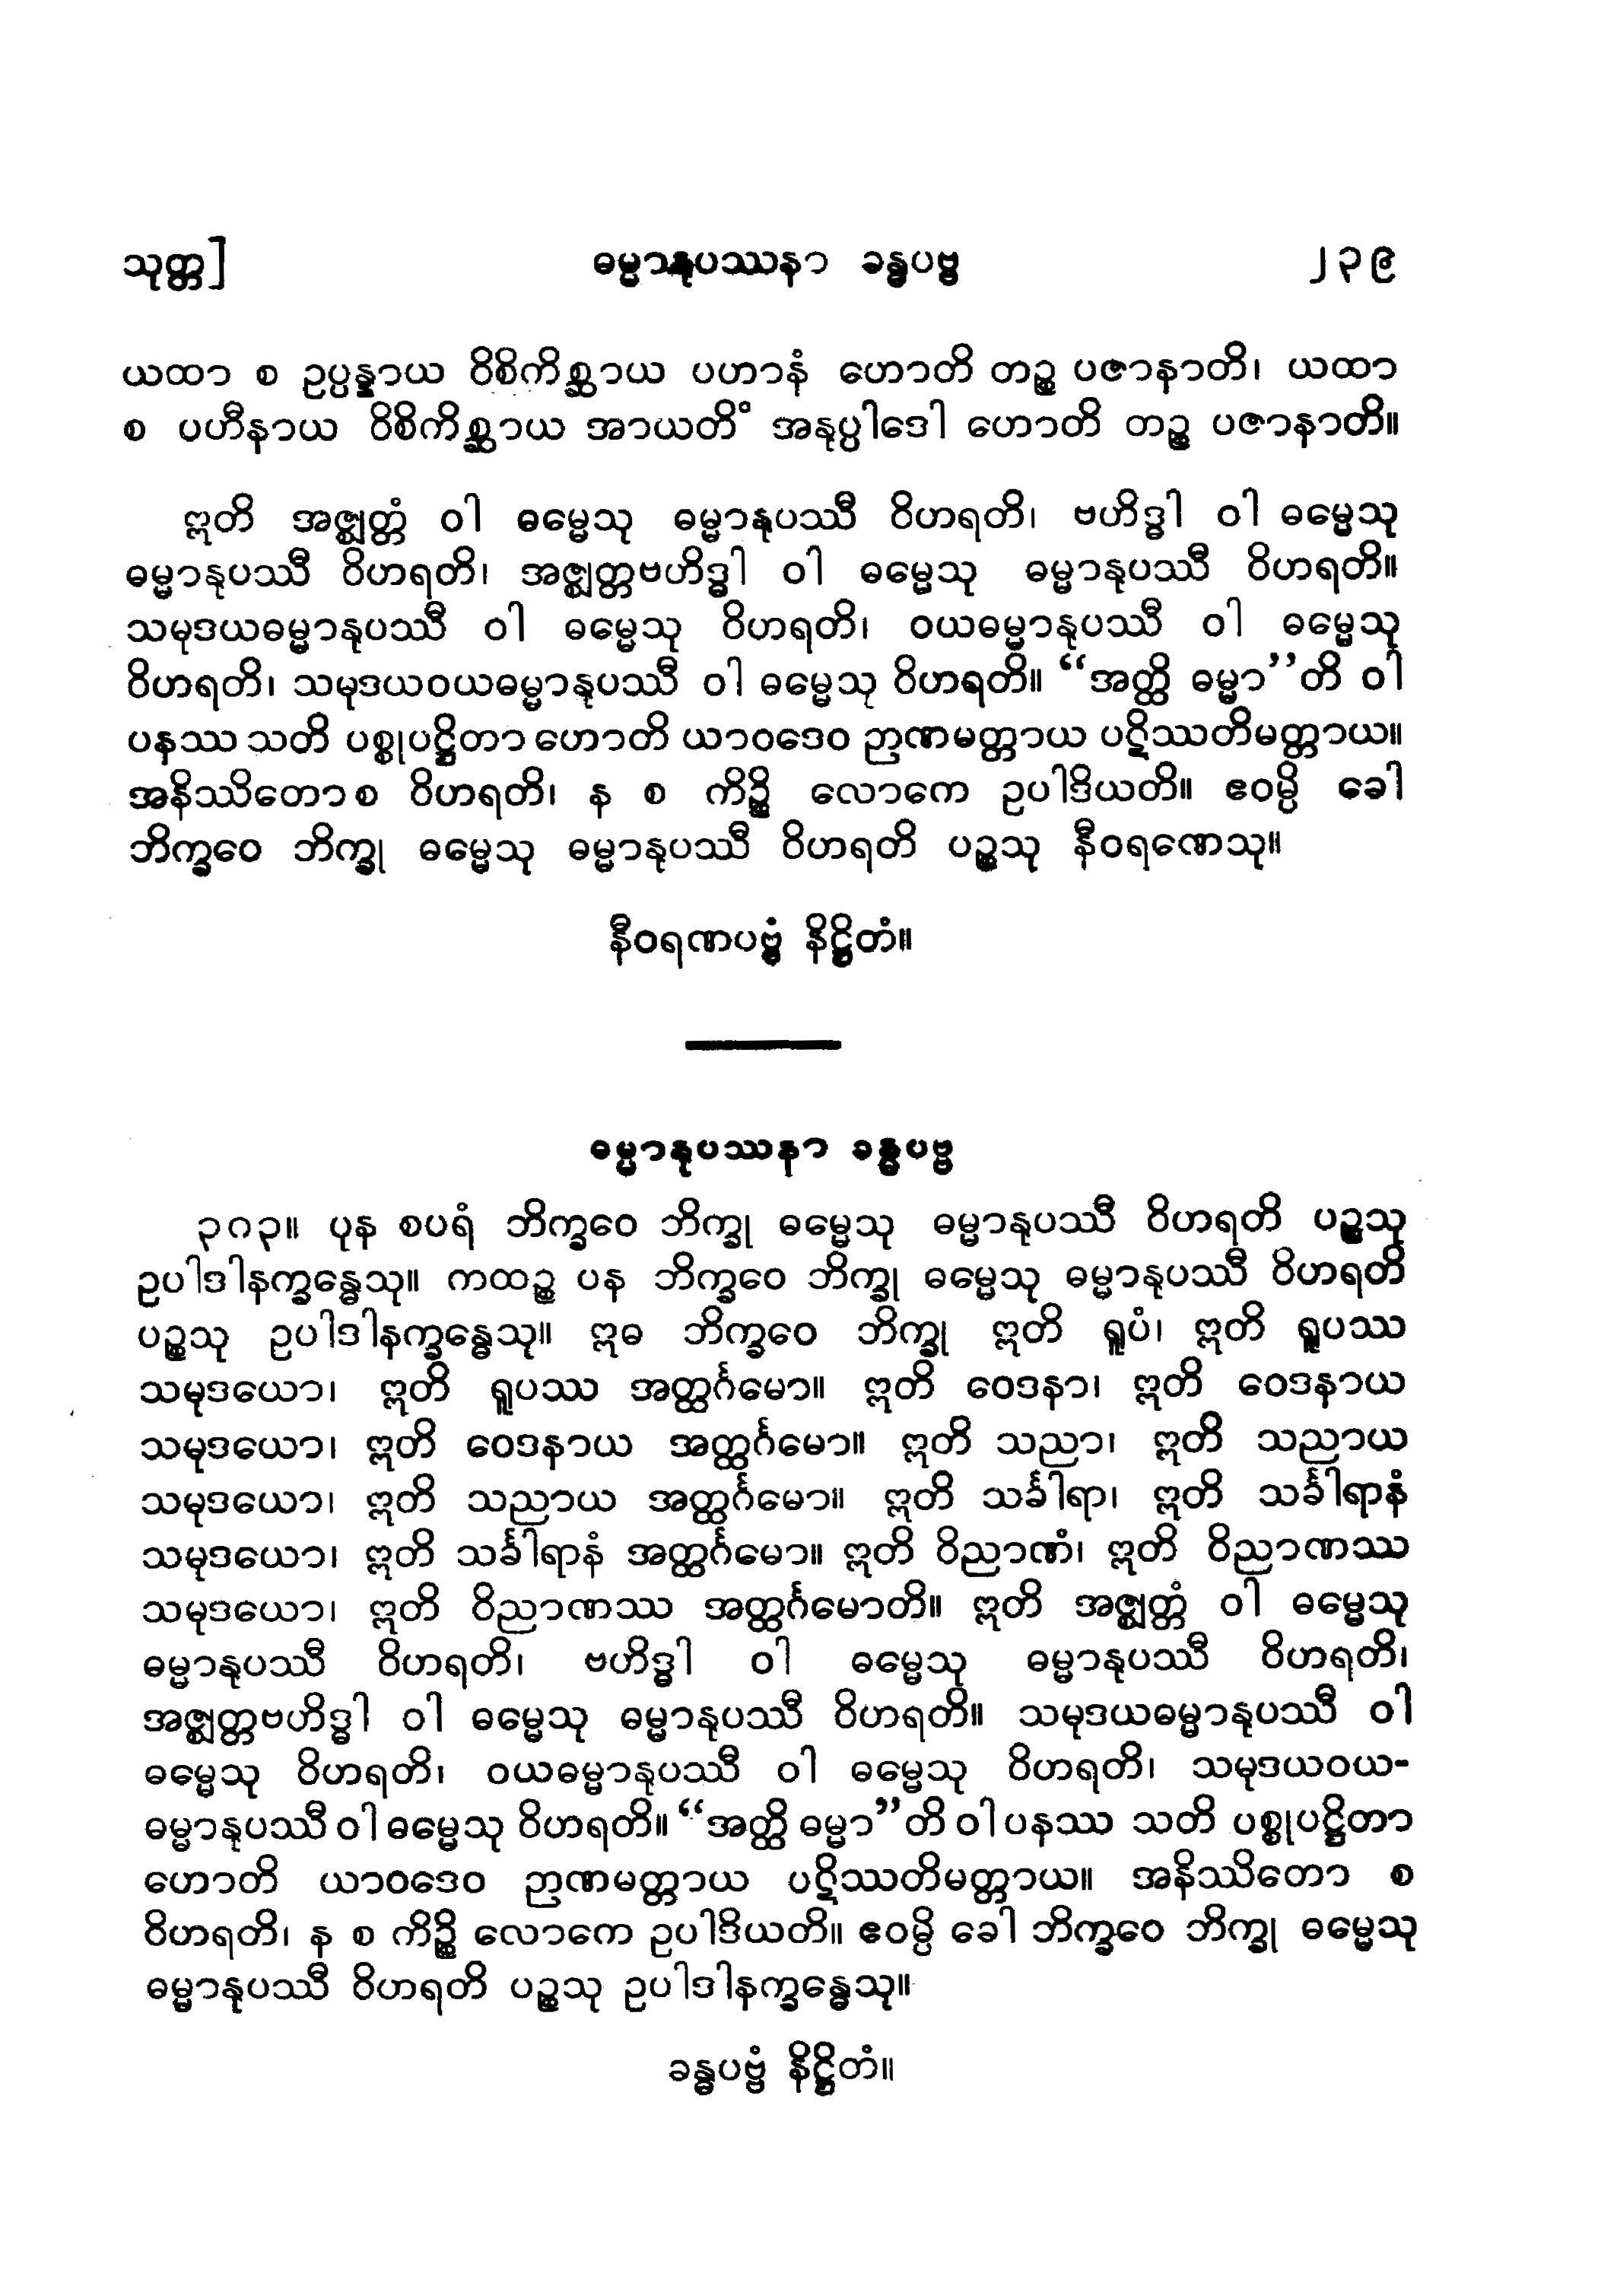 သုတ္တ] ဓမ္မာနုပဿနာ ခန္ဓပဗ္ဗ ၂၃၉
ယထာ စ ဥပ္ပန္နာယ ဝိစိကိစ္ဆာယ ပဟာနံ ဟောတိ တဉ္စ ပဇာနာတိ၊ ယထာ
စ ပဟီနာယ ဝိစိကိစ္ဆာယ အာယတိံ အနုပ္ပါဒေါ ဟောတိ တဉ္စ ပဇာနာတိ။
ဣတိ အဇ္ဈတ္တံ ဝါ ဓမ္မေသု ဓမ္မာနုပဿီ ဝိဟရတိ၊ ဗဟိဒ္ဓါ ဝါ ဓမ္မေသု
ဓမ္မာနုပဿီ ဝိဟရတိ၊ အဇ္ဈတ္တဗဟိဒ္ဓါ ဝါ ဓမ္မေသု ဓမ္မာနုပဿီ ဝိဟရတိ။
သမုဒယဓမ္မာနုပဿီ ဝါ ဓမ္မေသု ဝိဟရတိ၊ ဝယဓမ္မာနုပဿီ ဝါ ဓမ္မေသု
ဝိဟရတိ၊ သမုဒယဝယဓမ္မာနုပဿီ ဝါ ဓမ္မေသု ဝိဟရတိ။ “အတ္ထိ ဓမ္မာ”တိ ဝါ
ပနဿ သတိ ပစ္စုပဋ္ဌိတာ ဟောတိ ယာဝဒေဝ ဉာဏမတ္တာယ ပဋိဿတိမတ္တာယ။
အနိဿိတော စ ဝိဟရတိ၊ န စ ကိဉ္စိ လောကေ ဥပါဒိယတိ။ ဧဝမ္ပိ ခေါ
ဘိက္ခဝေ ဘိက္ခု ဓမ္မေသု ဓမ္မာနုပဿီ ဝိဟရတိ ပဉ္စသု နီဝရဏေသု။
နီဝရဏပဗ္ဗံ နိဋ္ဌိတံ။
ဓမ္မာနုပဿနာ ခန္ဓပဗ္ဗ
၃၈၃။ ပုန စပရံ ဘိက္ခဝေ ဘိက္ခု ဓမ္မေသု ဓမ္မာနုပဿီ ဝိဟရတိ ပဉ္စသု
ဥပါဒါနက္ခန္ဓေသု။ ကထဉ္စ ပန ဘိက္ခဝေ ဘိက္ခု ဓမ္မေသု ဓမ္မာနုပဿီ ဝိဟရတိ
ပဉ္စသု ဥပါဒါနက္ခန္ဓေသု။ ဣဓ ဘိက္ခဝေ ဘိက္ခု ဣတိ ရူပံ၊ ဣတိ ရူပဿ
သမုဒယော၊ ဣတိ ရူပဿ အတ္ထင်္ဂမော။ ဣတိ ဝေဒနာ၊ ဣတိ ဝေဒနာယ
သမုဒယော၊ ဣတိ ဝေဒနာယ အတ္ထင်္ဂမော။ ဣတိ သညာ၊ ဣတိ သညာယ
သမုဒယော၊ ဣတိ သညာယ အတ္ထင်္ဂမော။ ဣတိ သင်္ခါရာ၊ ဣတိ သင်္ခါရာနံ
သမုဒယော၊ ဣတိ သင်္ခါရာနံ အတ္ထင်္ဂမော။ ဣတိ ဝိညာဏံ၊ ဣတိ ဝိညာဏဿ
သမုဒယော၊ ဣတိ ဝိညာဏဿ အတ္ထင်္ဂမောတိ။ ဣတိ အဇ္ဈတ္တံ ဝါ ဓမ္မေသု
ဓမ္မာနုပဿီ ဝိဟရတိ၊ ဗဟိဒ္ဓါ ဝါ ဓမ္မေသု ဓမ္မာနုပဿီ ဝိဟရတိ၊
အဇ္ဈတ္တဗဟိဒ္ဓါ ဝါ ဓမ္မေသု ဓမ္မာနုပဿီ ဝိဟရတိ။ သမုဒယဓမ္မာနုပဿီ ဝါ
ဓမ္မေသု ဝိဟရတိ၊ ဝယဓမ္မာနုပဿီ ဝါ ဓမ္မေသု ဝိဟရတိ၊ သမုဒယဝယ-
ဓမ္မာနုပဿီ ဝါ ဓမ္မေသု ဝိဟရတိ။ “အတ္ထိ ဓမ္မာ”တိ ဝါ ပနဿ သတိ ပစ္စုပဋ္ဌိတာ
ဟောတိ ယာဝဒေဝ ဉာဏမတ္တာယ ပဋိဿတိမတ္တာယ။ အနိဿိတော စ
ဝိဟရတိ၊ န စ ကိဉ္စိ လောကေ ဥပါဒိယတိ။ ဧဝမ္ပိ ခေါ ဘိက္ခဝေ ဘိက္ခု ဓမ္မေသု
ဓမ္မာနုပဿီ ဝိဟရတိ ပဉ္စသု ဥပါဒါနက္ခန္ဓေသု။
ခန္ဓပဗ္ဗံ နိဋ္ဌိတံ။